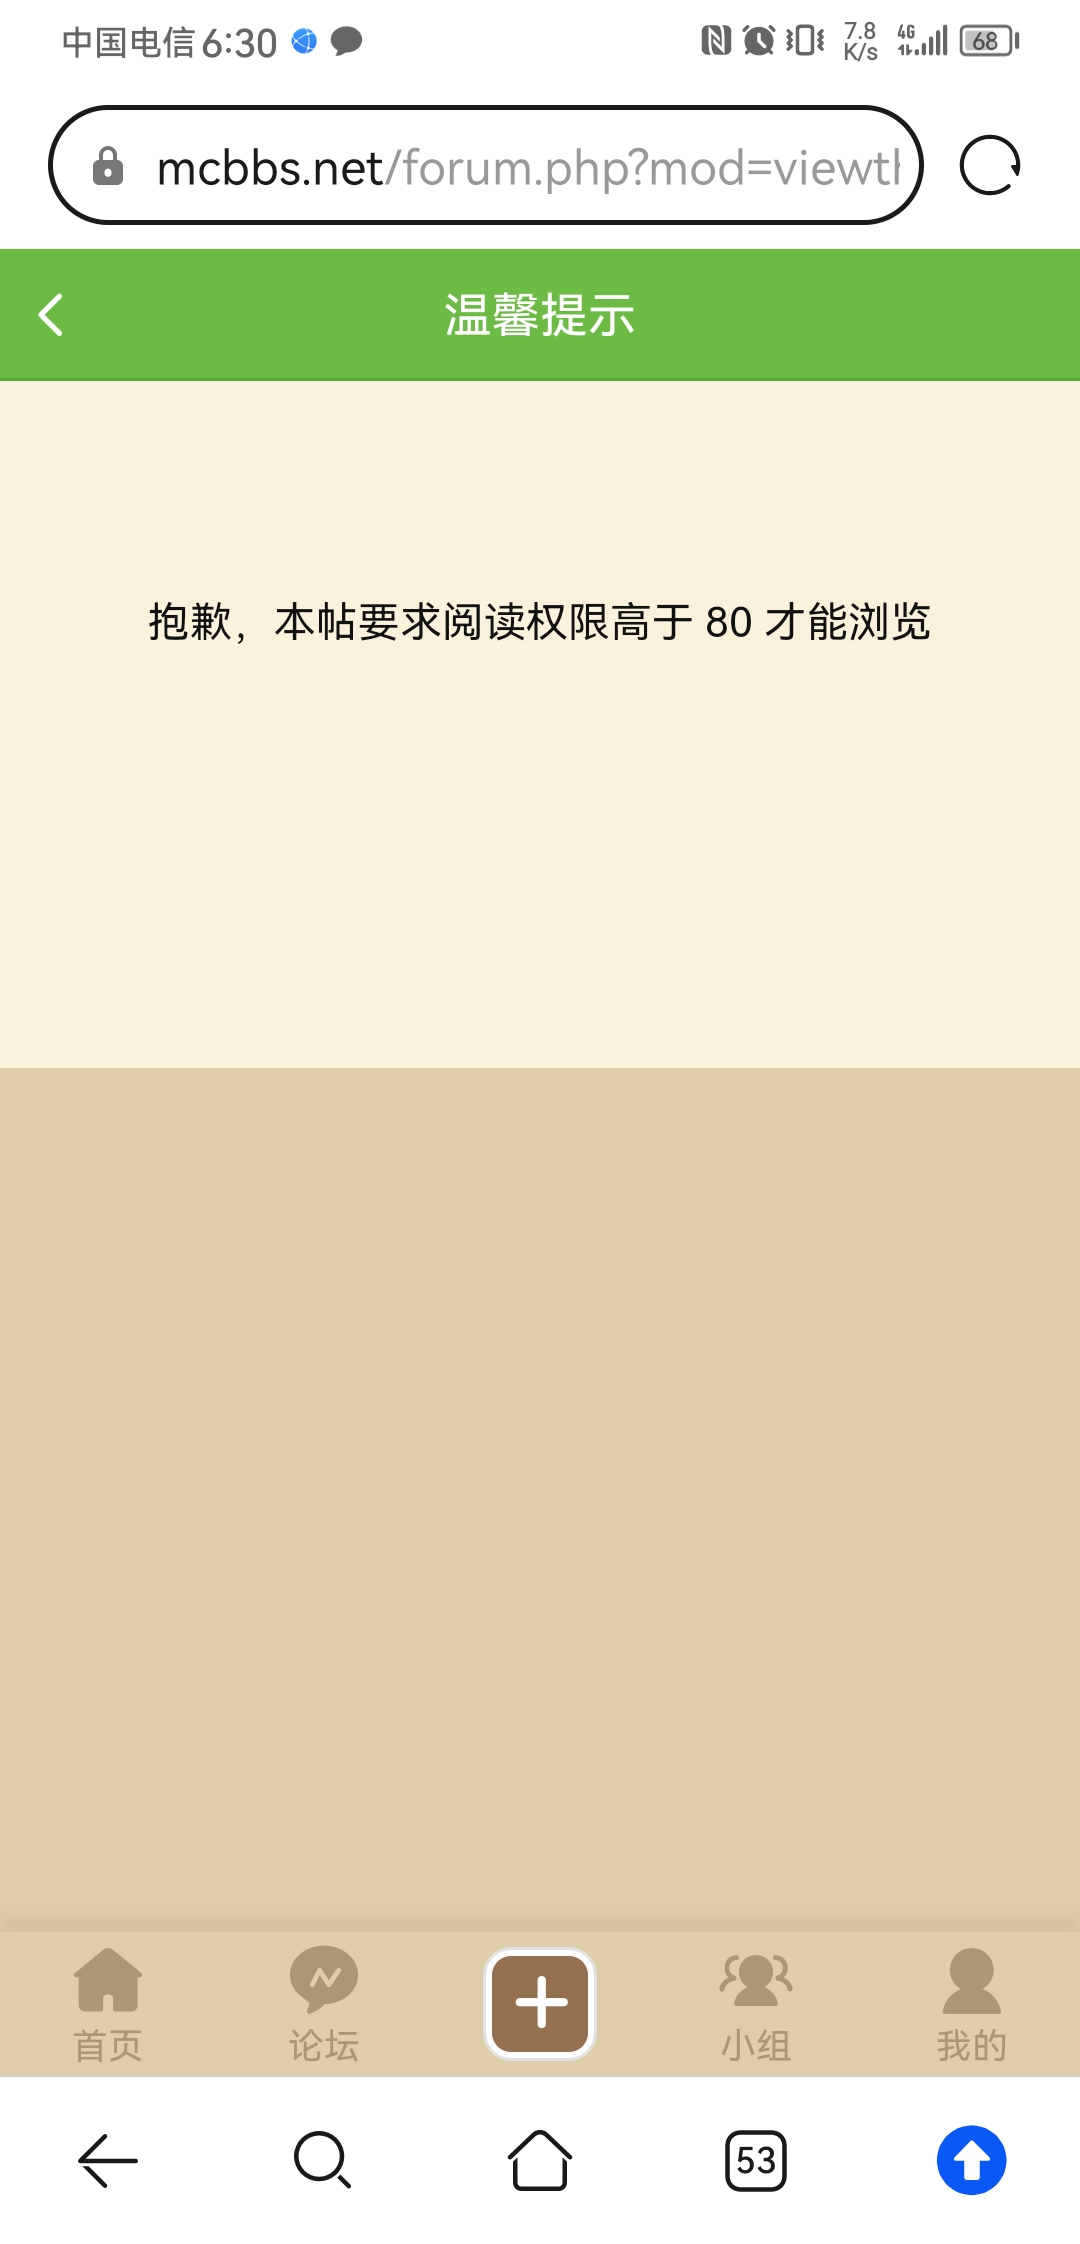 中国电信 6:30 7.8 K/s 4G 68
mcbbs.net/forum.php?mod=viewth
温馨提示
抱歉，本帖要求阅读权限高于 80 才能浏览
首页 论坛 小组 我的
53